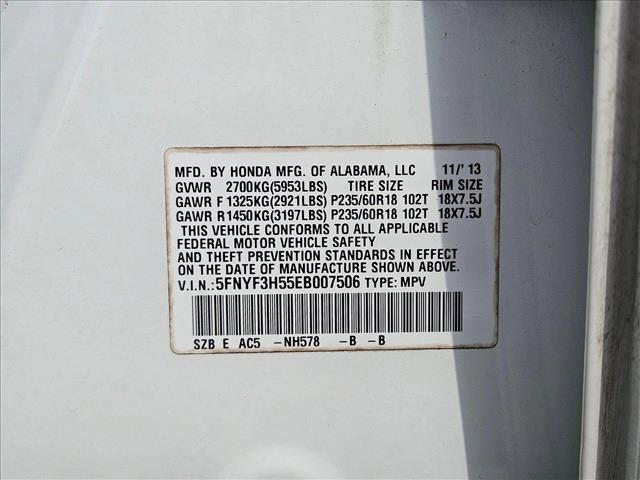 MFD. BY HONDA MFG. OF ALABAMA, LLC 11/'13
GVWR 2700KG(5953LBS) TIRE SIZE RIM SIZE
GAWR F 1325KG(2921LBS) P235/60R18 102T 18X7.5J
GAWR R1450KG(3197LBS) P235/60R18 102T 18X7.5J
THIS VEHICLE CONFORMS TO ALL APPLICABLE
FEDERAL MOTOR VEHICLE SAFETY
AND THEFT PREVENTION STANDARDS IN EFFECT
ON THE DATE OF MANUFACTURE SHOWN ABOVE.
V.I.N.:5FNYF3H55EB007506 TYPE: MPV
SZB E AC5 -NH578 -B -B